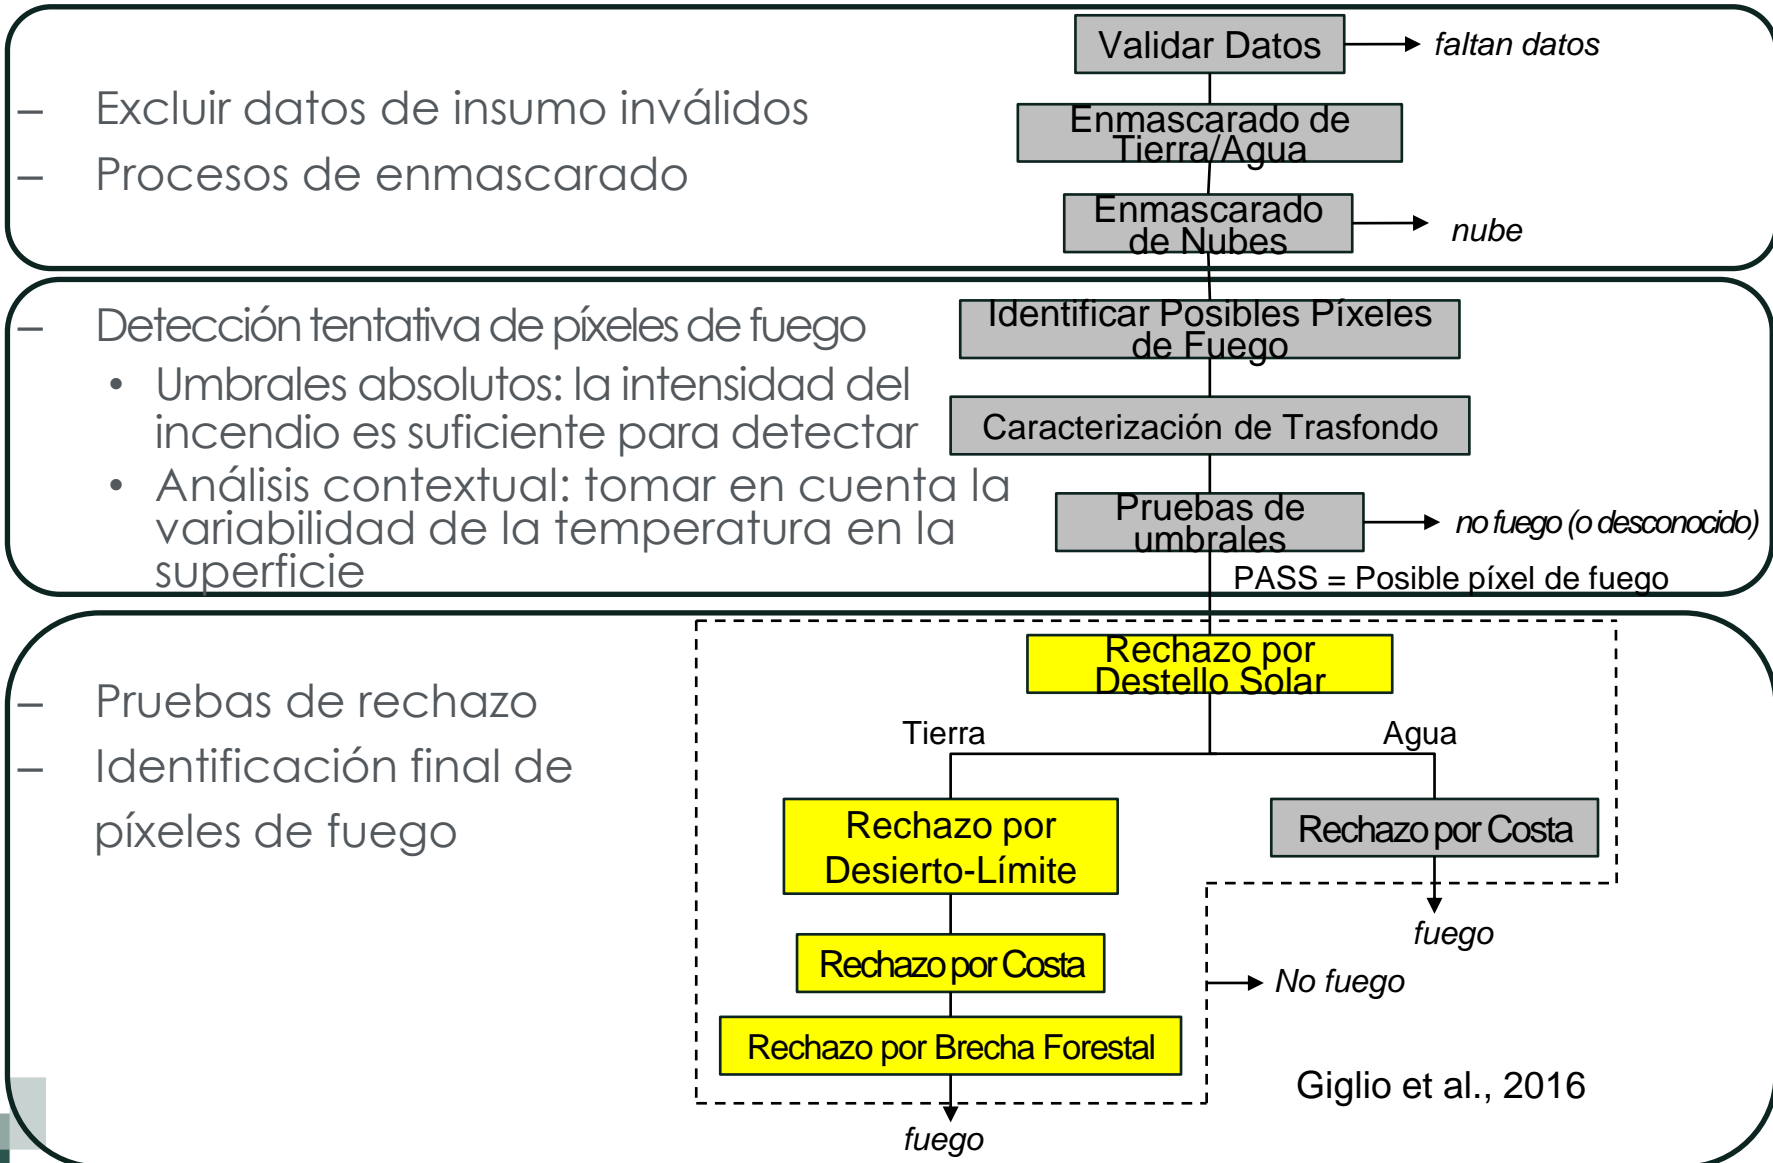 Validar Datos
faltan datos
– Excluir datos de insumo inválidos
– Procesos de enmascarado
Enmascarado de
Tierra/Agua
Enmascarado
de Nubes
nube
– Detección tentativa de píxeles de fuego
• Umbrales absolutos: la intensidad del
incendio es suficiente para detectar
• Análisis contextual: tomar en cuenta la
variabilidad de la temperatura en la
superficie
Identificar Posibles Píxeles
de Fuego
Caracterización de Trasfondo
Pruebas de
umbrales
no fuego (o desconocido)
PASS = Posible píxel de fuego
– Pruebas de rechazo
– Identificación final de
píxeles de fuego
Rechazo por
Destello Solar
Tierra
Agua
Rechazo por
Desierto-Límite
Rechazo por Costa
Rechazo por Costa
fuego
No fuego
Rechazo por Brecha Forestal
fuego
Giglio et al., 2016